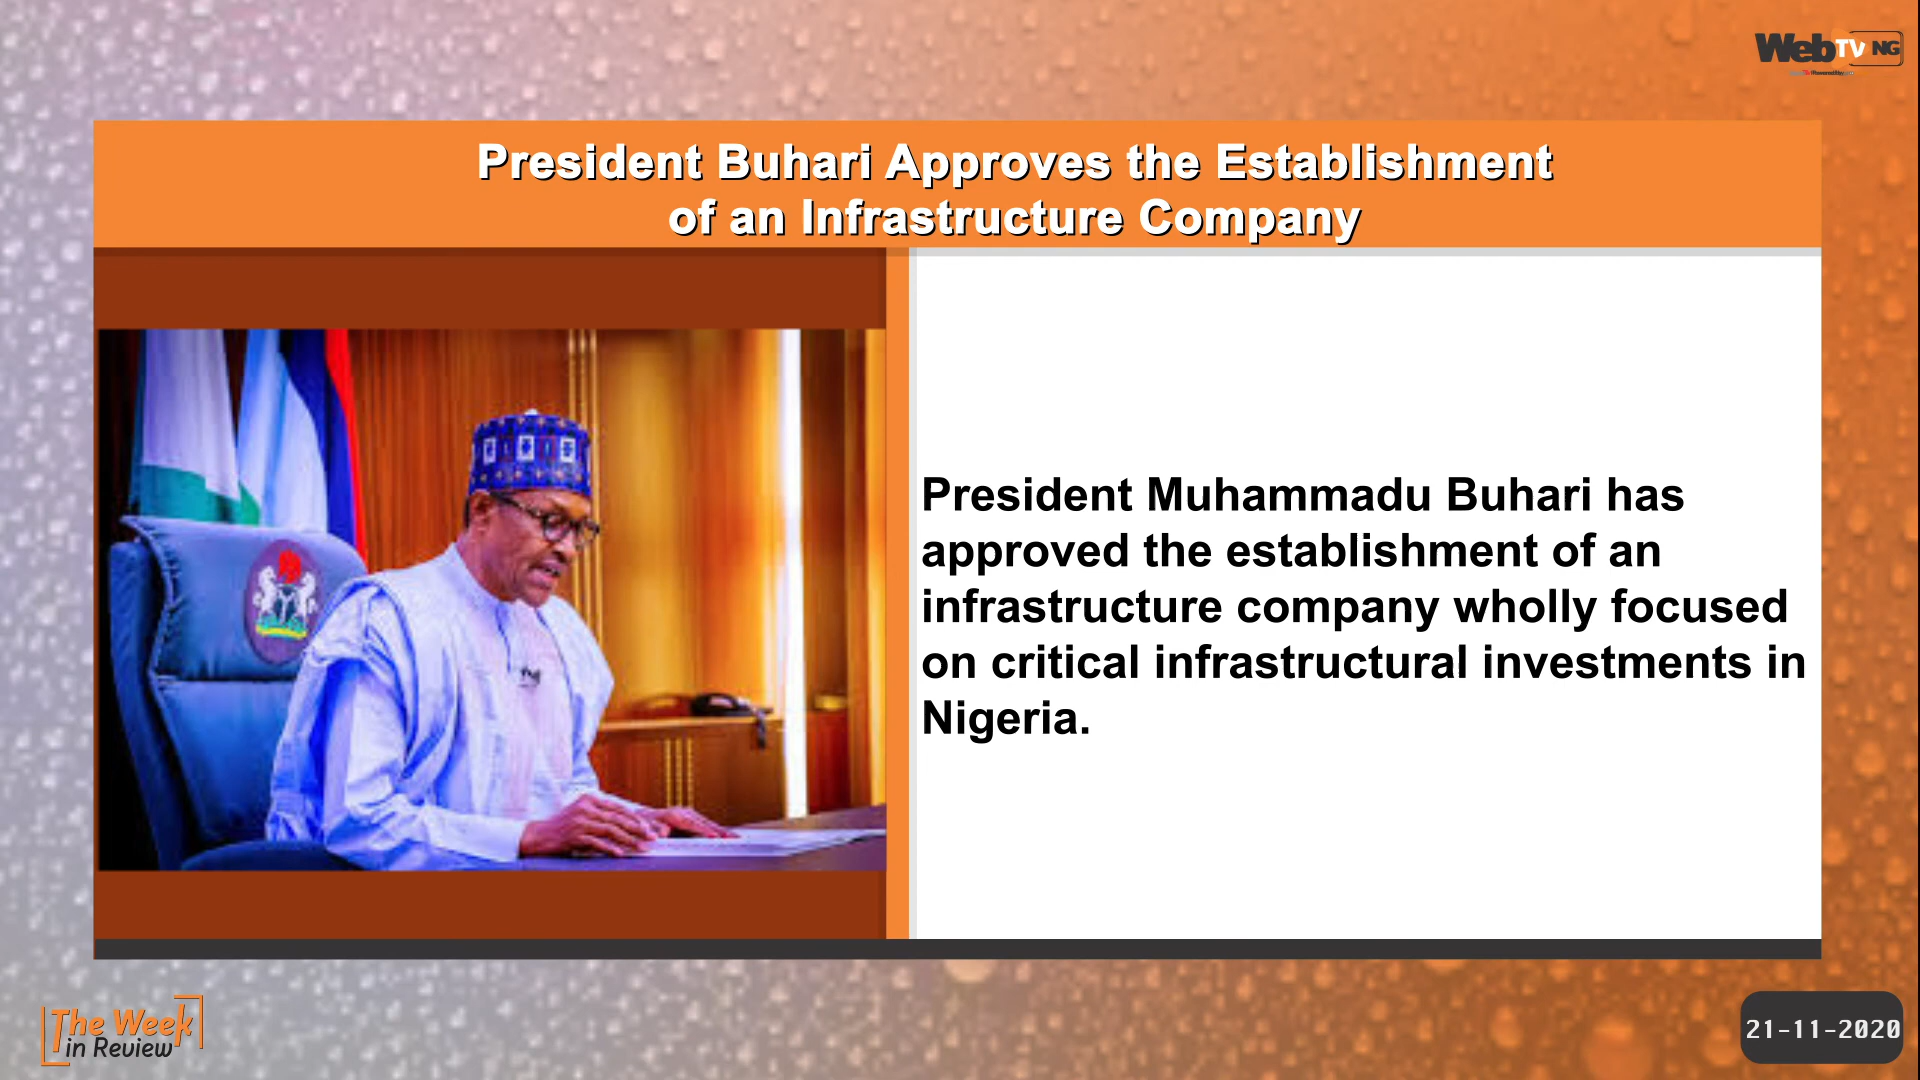 WebTV NG
President Buhari Approves the Establishment
of an Infrastructure Company
President Muhammadu Buhari has
approved the establishment of an
infrastructure company wholly focused
on critical infrastructural investments in
Nigeria.
The Week
in Review
21-11-2020